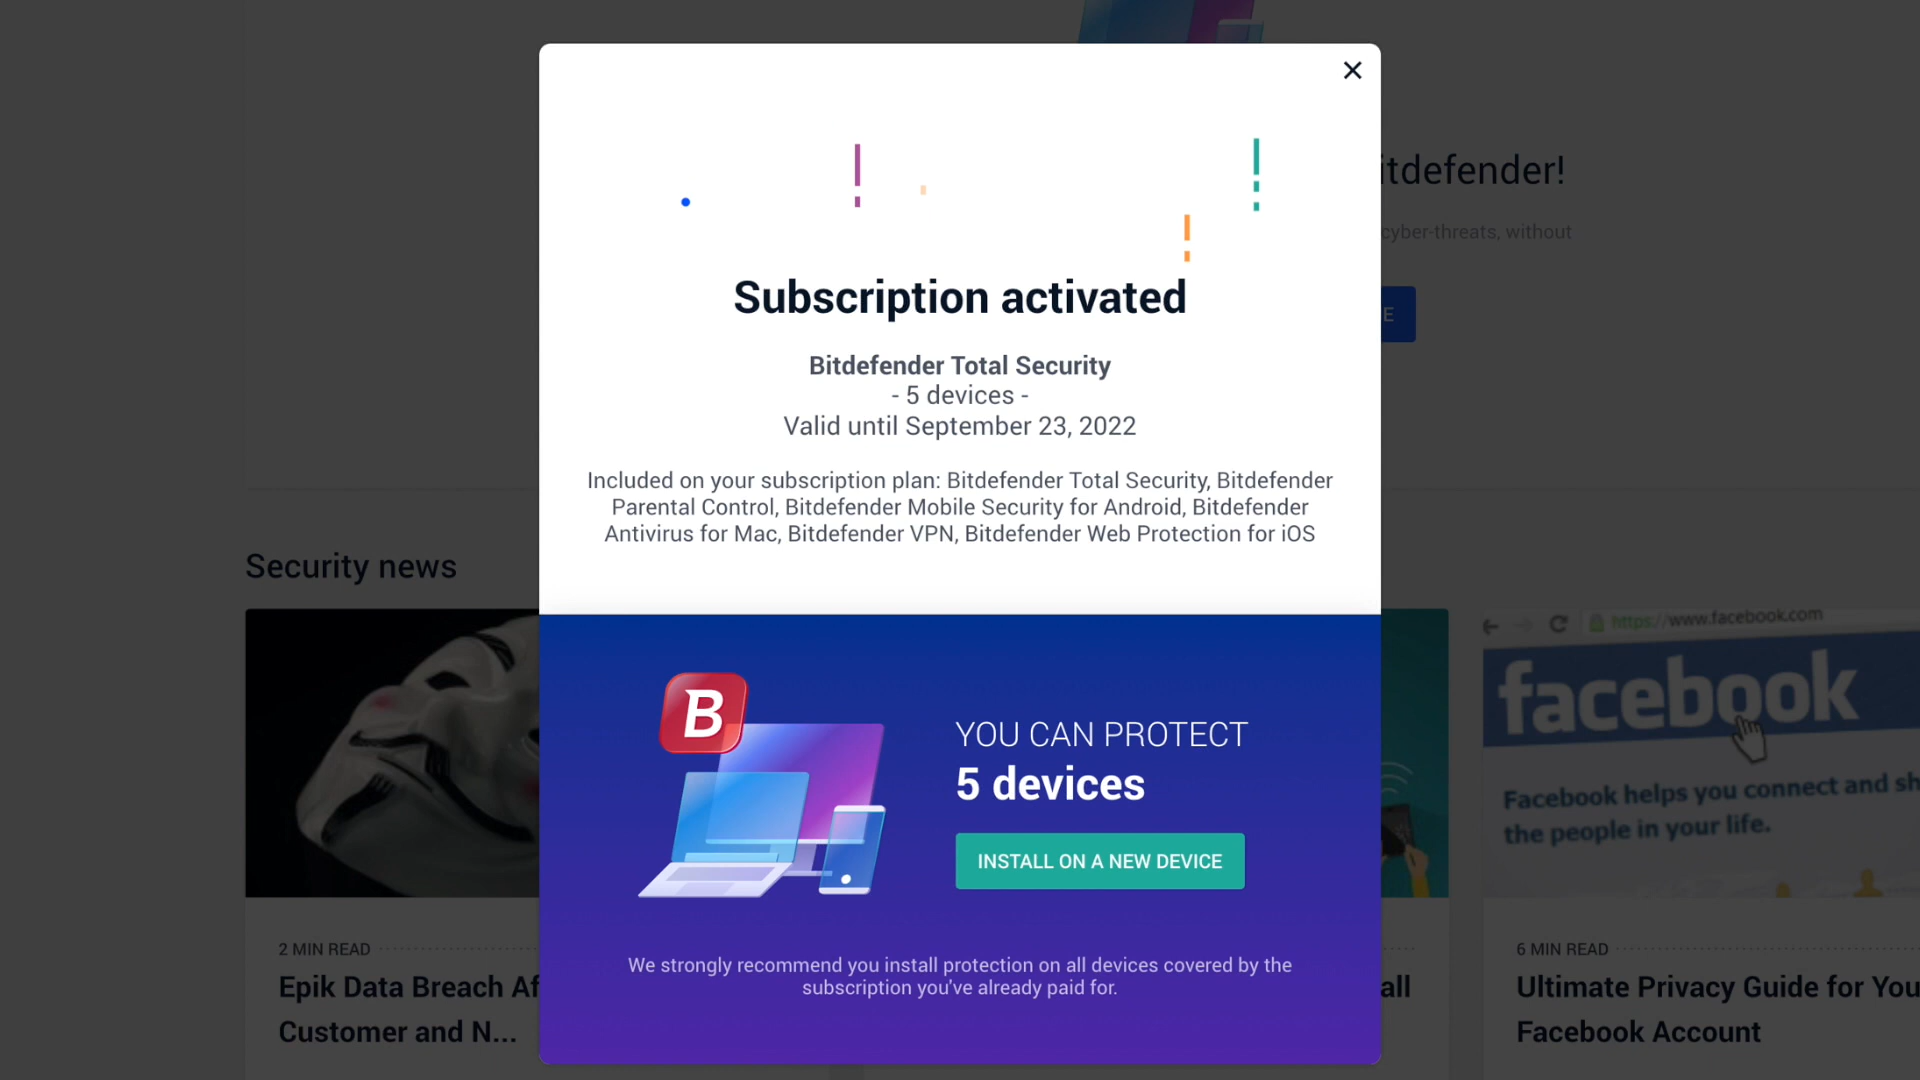 itdefender!
cyber-threats, without
E
Subscription activated
Bitdefender Total Security
- 5 devices -
Valid until September 23, 2022
Included on your subscription plan: Bitdefender Total Security, Bitdefender
Parental Control, Bitdefender Mobile Security for Android, Bitdefender
Antivirus for Mac, Bitdefender VPN, Bitdefender Web Protection for iOS
Security news
B
YOU CAN PROTECT
5 devices
INSTALL ON A NEW DEVICE
We strongly recommend you install protection on all devices covered by the
subscription you've already paid for.
https://www.facebook.com
facebook
Facebook helps you connect and sh
the people in your life.
2 MIN READ
Epik Data Breach Af
Customer and N...
all
6 MIN READ
Ultimate Privacy Guide for You
Facebook Account